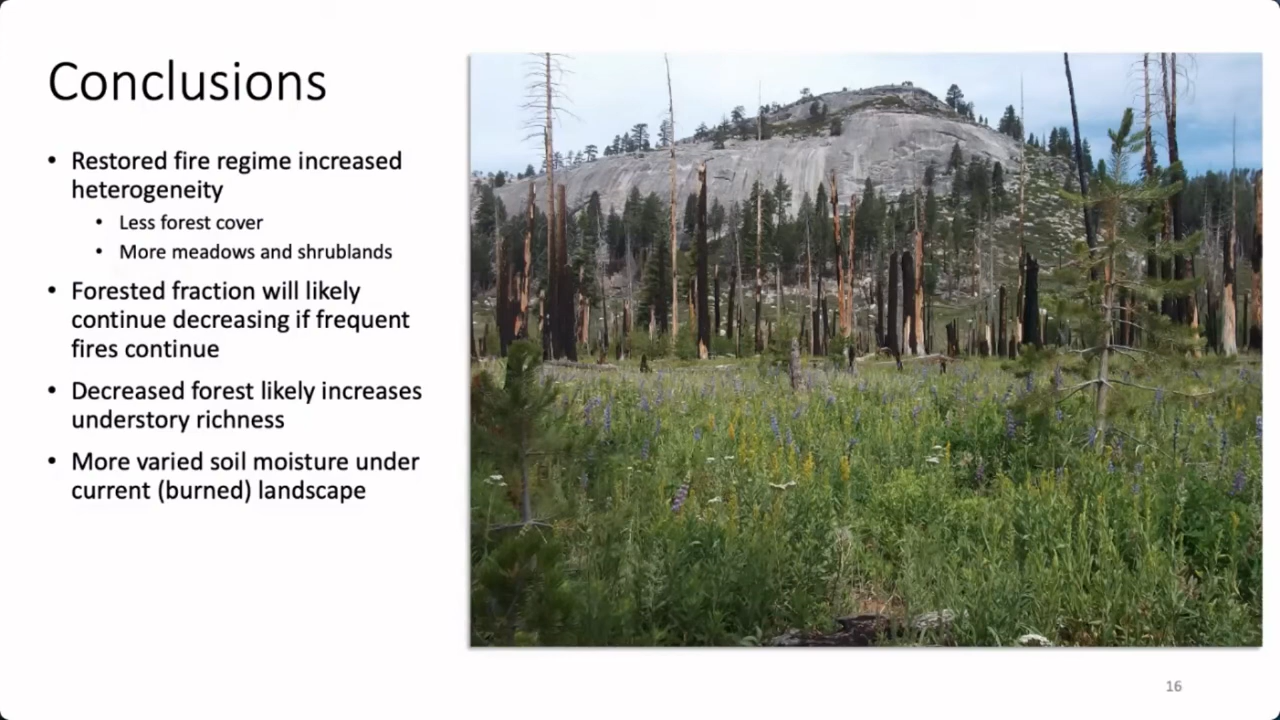 Conclusions
• Restored fire regime increased
heterogeneity
• Less forest cover
• More meadows and shrublands
• Forested fraction will likely
continue decreasing if frequent
fires continue
• Decreased forest likely increases
understory richness
• More varied soil moisture under
current (burned) landscape
16